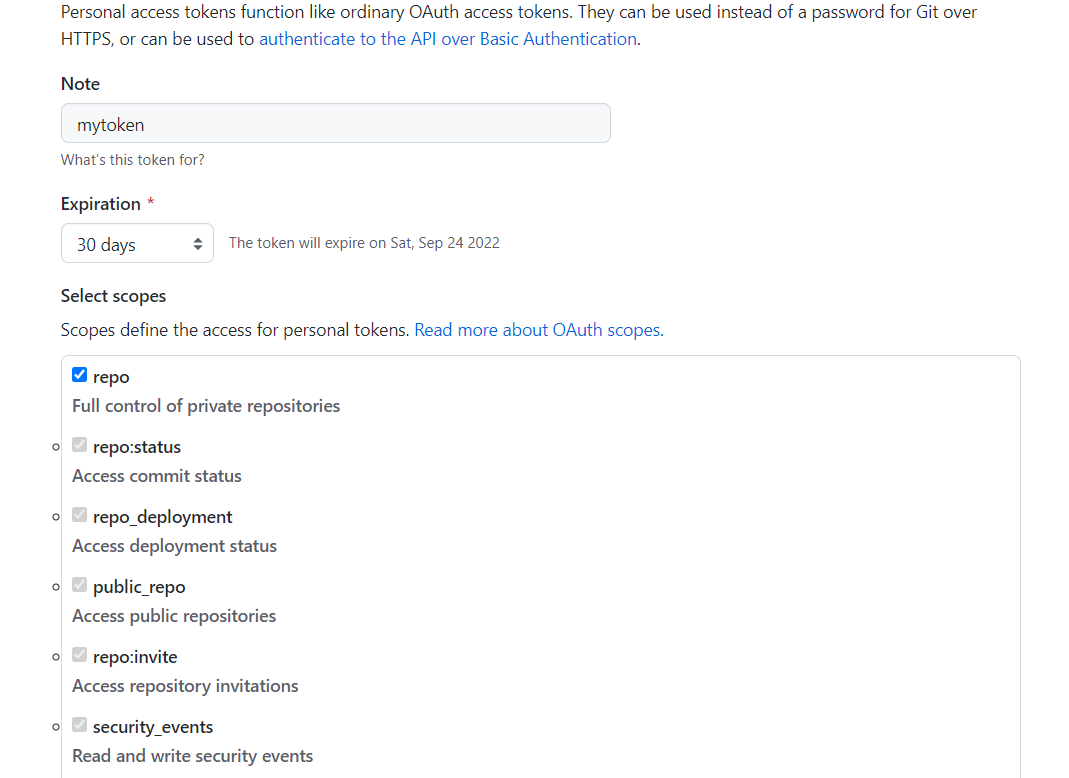 Personal access tokens function like ordinary OAuth access tokens. They can be used instead of a password for Git over
HTTPS, or can be used to authenticate to the API over Basic Authentication.
Note
mytoken
What's this token for?
Expiration *
30 days The token will expire on Sat, Sep 24 2022
Select scopes
Scopes define the access for personal tokens. Read more about OAuth scopes.
repo
Full control of private repositories
repo:status
Access commit status
repo_deployment
Access deployment status
public_repo
Access public repositories
repo:invite
Access repository invitations
security_events
Read and write security events